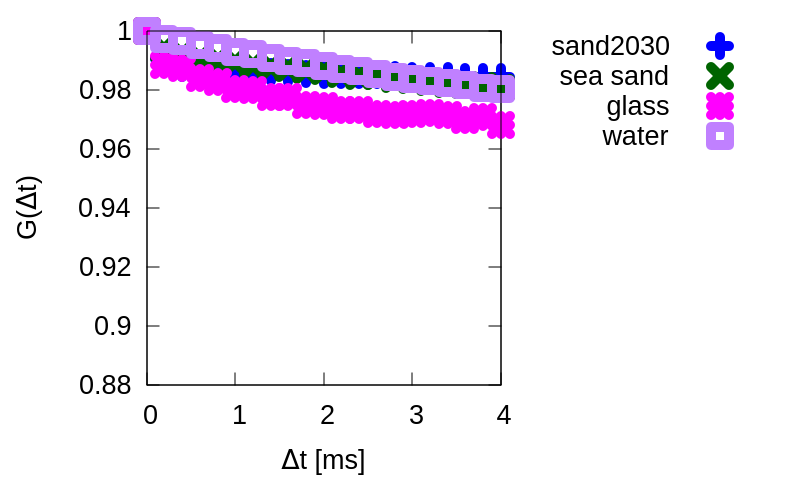 1
0.98
0.96
0.94
0.92
0.9
0.88
0 1 2 3 4
G(Δt)
Δt [ms]
sand2030
sea sand
glass
water